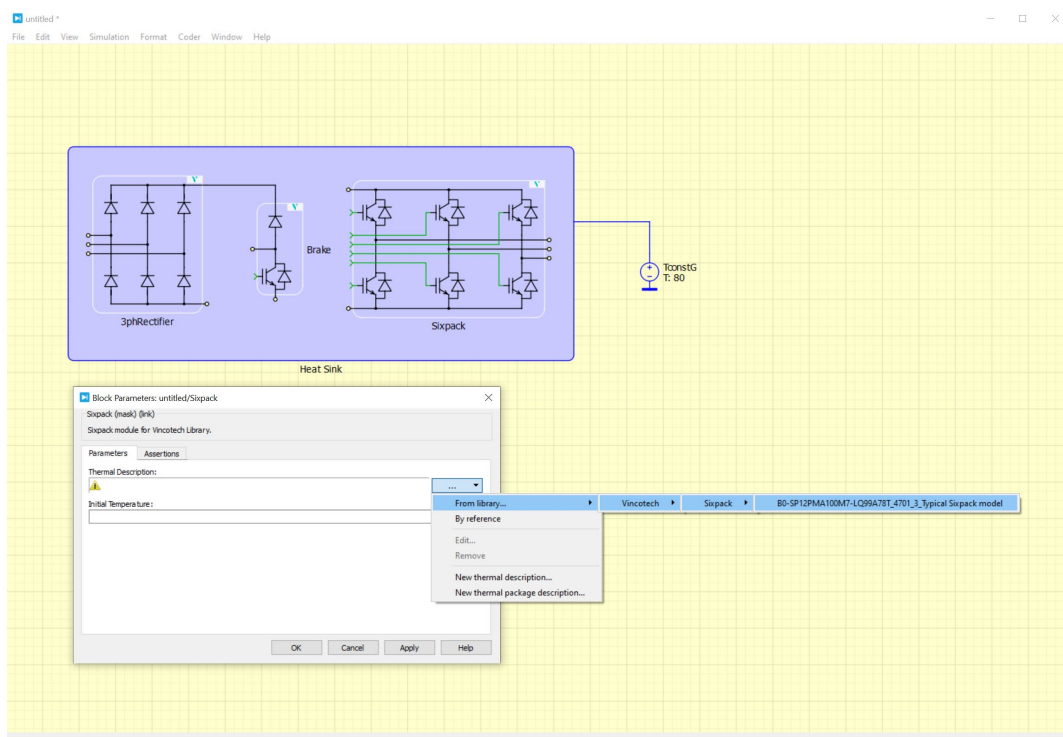 untitled *
File Edit View Simulation Format Coder Window Help
V
V
V
Brake
3phRectifier
Sixpack
TconstG
T: 80
Heat Sink
Block Parameters: untitled/Sixpack
Sixpack (mask) (link)
Sixpack module for Vincotech Library.
Parameters Assertions
Thermal Description:
...
Initial Temperature:
From library... Vincotech Sixpack B0-SP12PMA100M7-LQ99A78T_4701_3_Typical Sixpack model
By reference
Edit...
Remove
New thermal description...
New thermal package description...
OK Cancel Apply Help